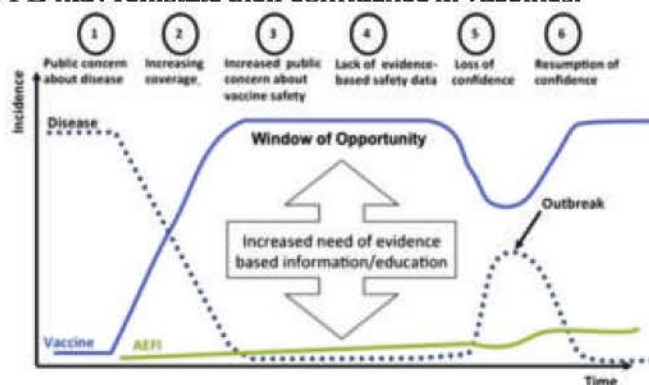 1 2 3 4 5 6
Public concern about disease
Increasing coverage
Increased public concern about vaccine safety
Lack of evidence-based safety data
Loss of confidence
Resumption of confidence
Incidence
Disease
Window of Opportunity
Outbreak
Increased need of evidence
based information/education
Vaccine
AEFI
Time